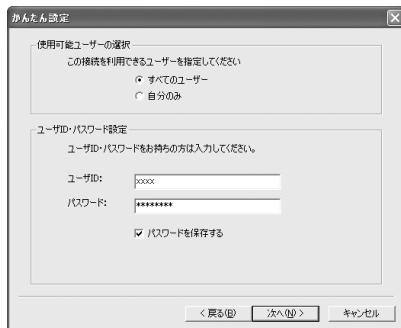 かんたん設定
使用可能ユーザーの選択
この接続を利用できるユーザーを指定してください
すべてのユーザー
自分のみ
ユーザID・パスワード設定
ユーザID・パスワードをお持ちの方は入力してください。
ユーザID:
xxxx
パスワード:
********
パスワードを保存する
< 戻る(B)
次へ(N) >
キャンセル